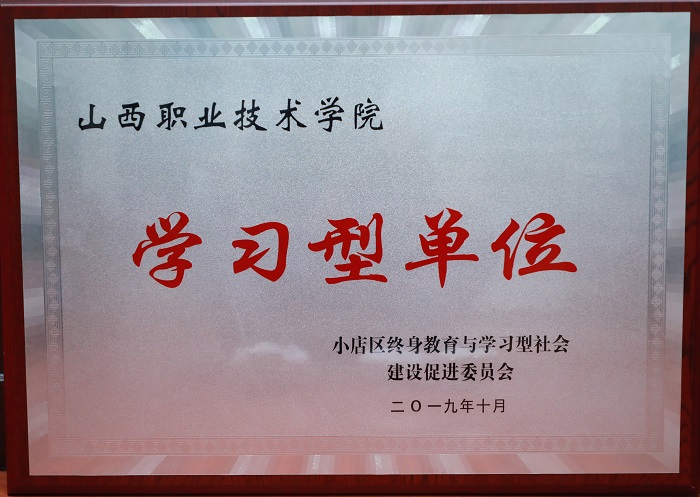 山西职业技术学院
学习型单位
小店区终身教育与学习型社会
建设促进委员会
二〇一九年十月